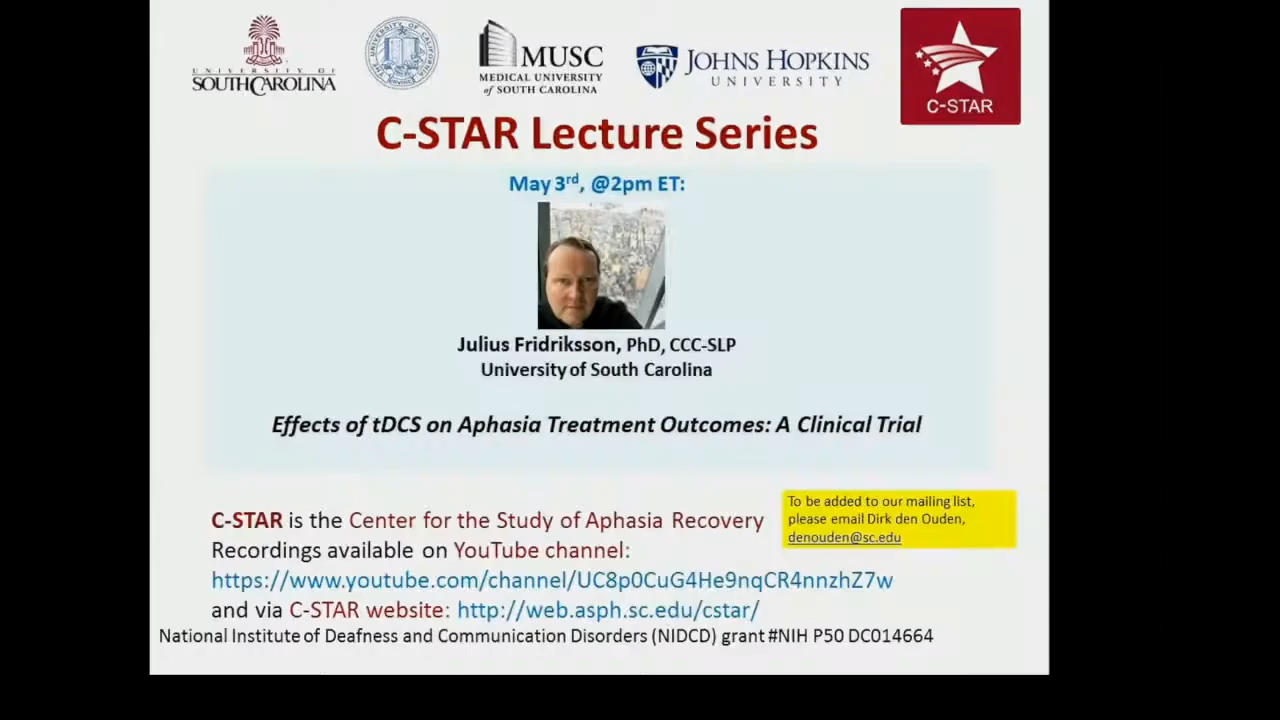 UNIVERSITY OF
SOUTH CAROLINA
MUSC
MEDICAL UNIVERSITY
of SOUTH CAROLINA
JOHNS HOPKINS
UNIVERSITY
C-STAR
C-STAR Lecture Series
May 3rd, @2pm ET:
Julius Fridriksson, PhD, CCC-SLP
University of South Carolina
Effects of tDCS on Aphasia Treatment Outcomes: A Clinical Trial
To be added to our mailing list,
please email Dirk den Ouden,
denouden@sc.edu
C-STAR is the Center for the Study of Aphasia Recovery
Recordings available on YouTube channel:
https://www.youtube.com/channel/UC8p0CuG4He9nqCR4nnzhZ7w
and via C-STAR website: http://web.asph.sc.edu/cstar/
National Institute of Deafness and Communication Disorders (NIDCD) grant #NIH P50 DC014664